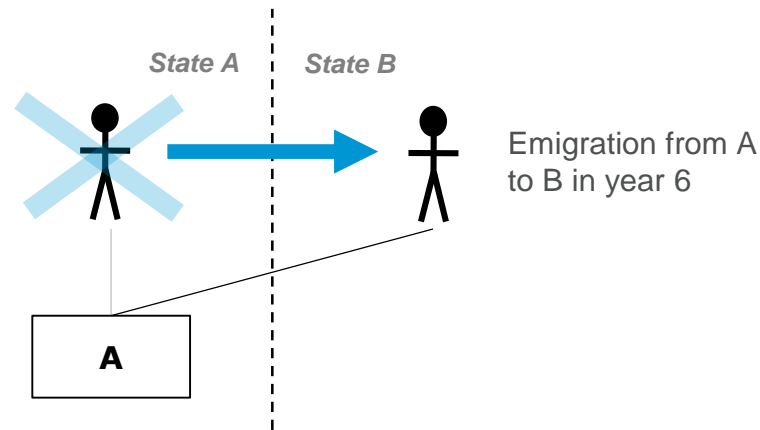 State A
State B
Emigration from A
to B in year 6
A